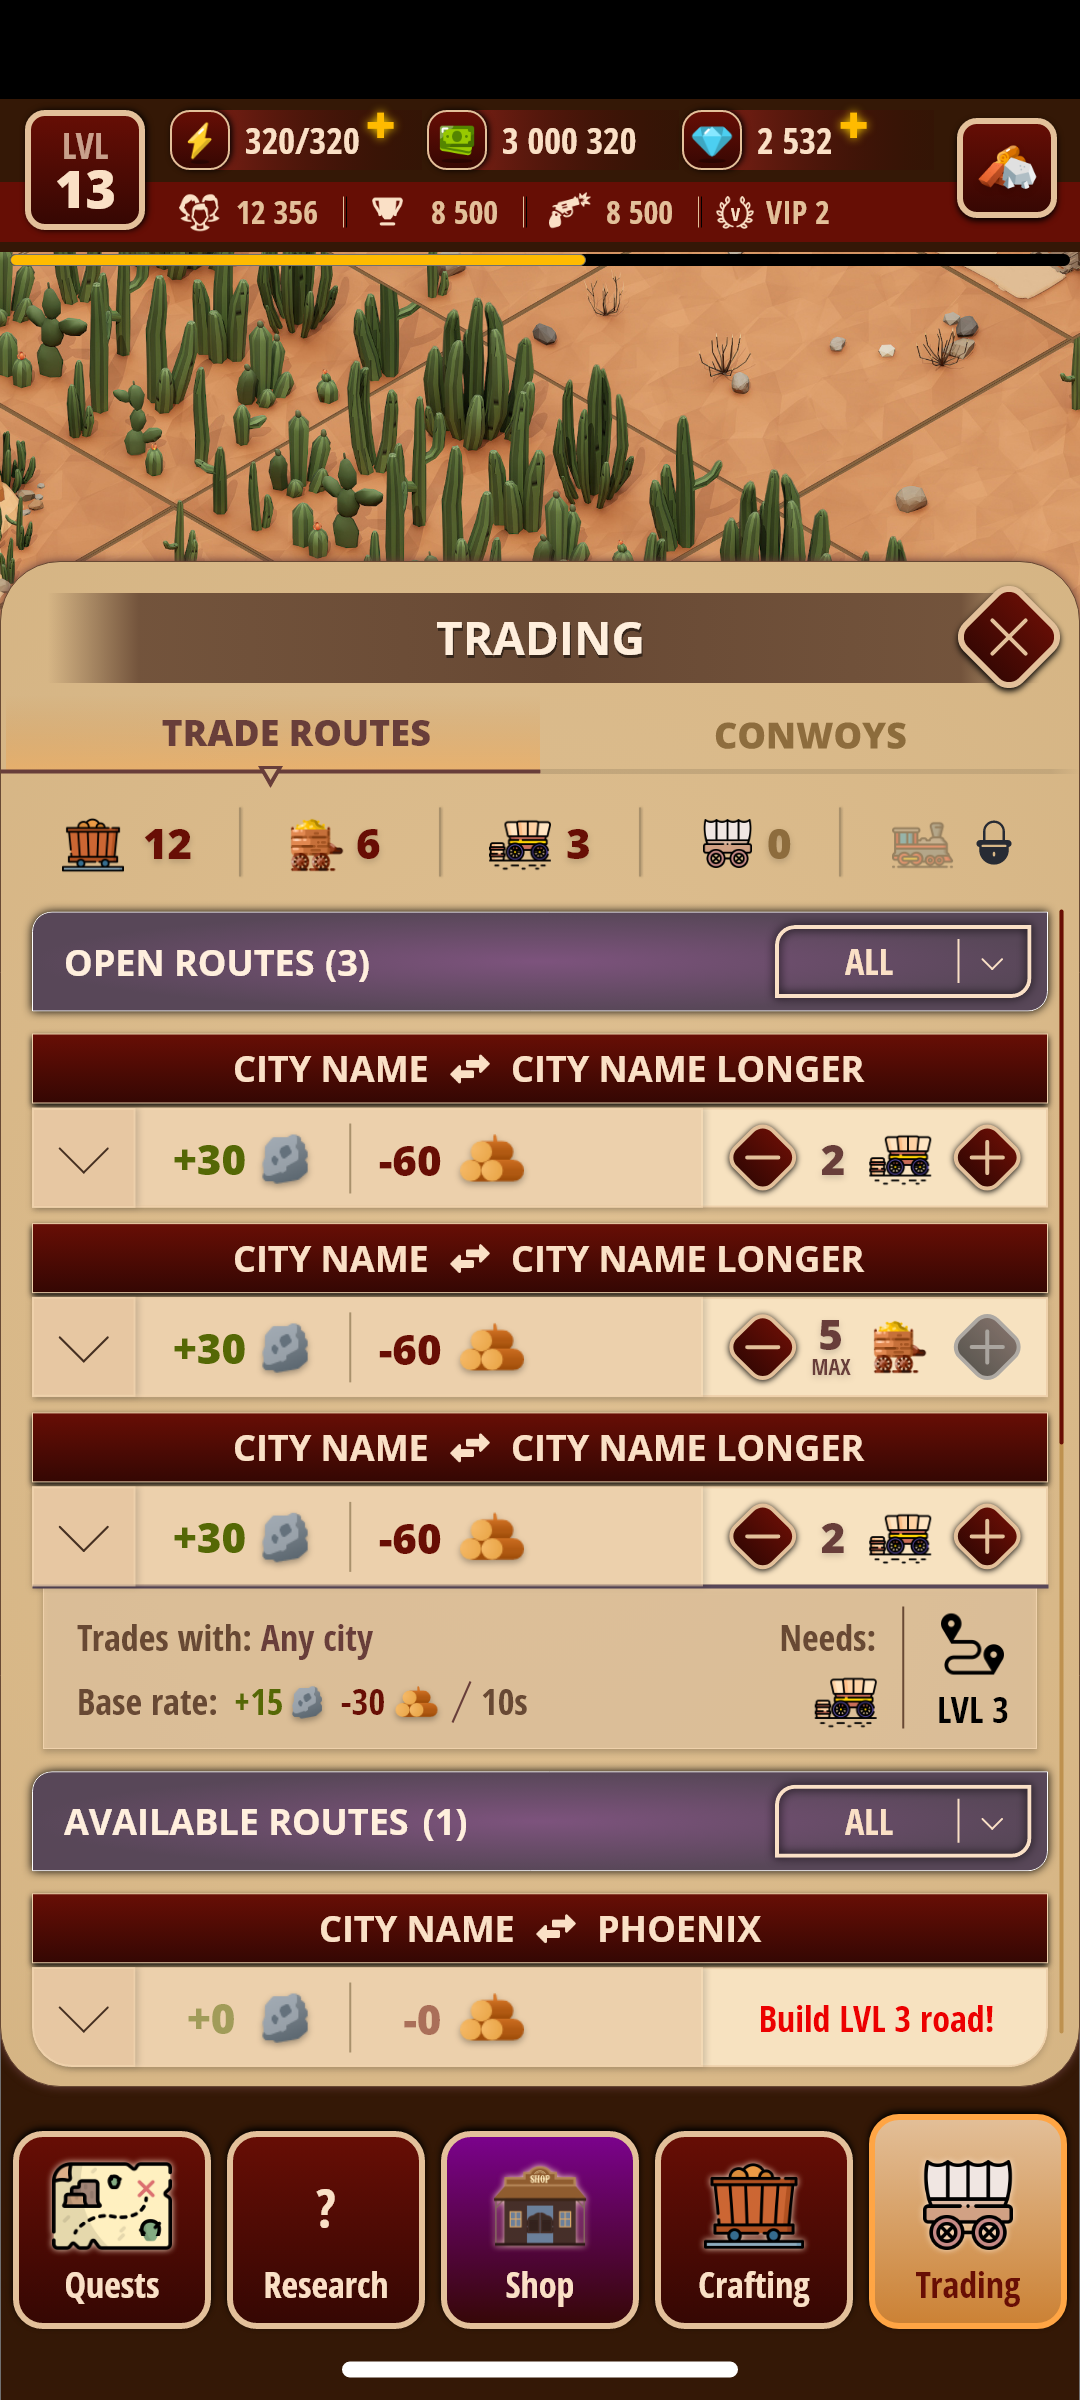 LVL
13
320/320
3 000 320
2 532
12 356
8 500
8 500
V
VIP 2
TRADING
TRADE ROUTES
CONWOYS
12
6
3
0
OPEN ROUTES (3)
ALL
CITY NAME
CITY NAME LONGER
+30
-60
2
CITY NAME
CITY NAME LONGER
+30
-60
5
MAX
CITY NAME
CITY NAME LONGER
+30
-60
2
Trades with: Any city
Needs:
Base rate: +15 -30 / 10s
LVL 3
AVAILABLE ROUTES (1)
ALL
CITY NAME
PHOENIX
+0
-0
Build LVL 3 road!
Quests
?
Research
SHOP
Shop
Crafting
Trading